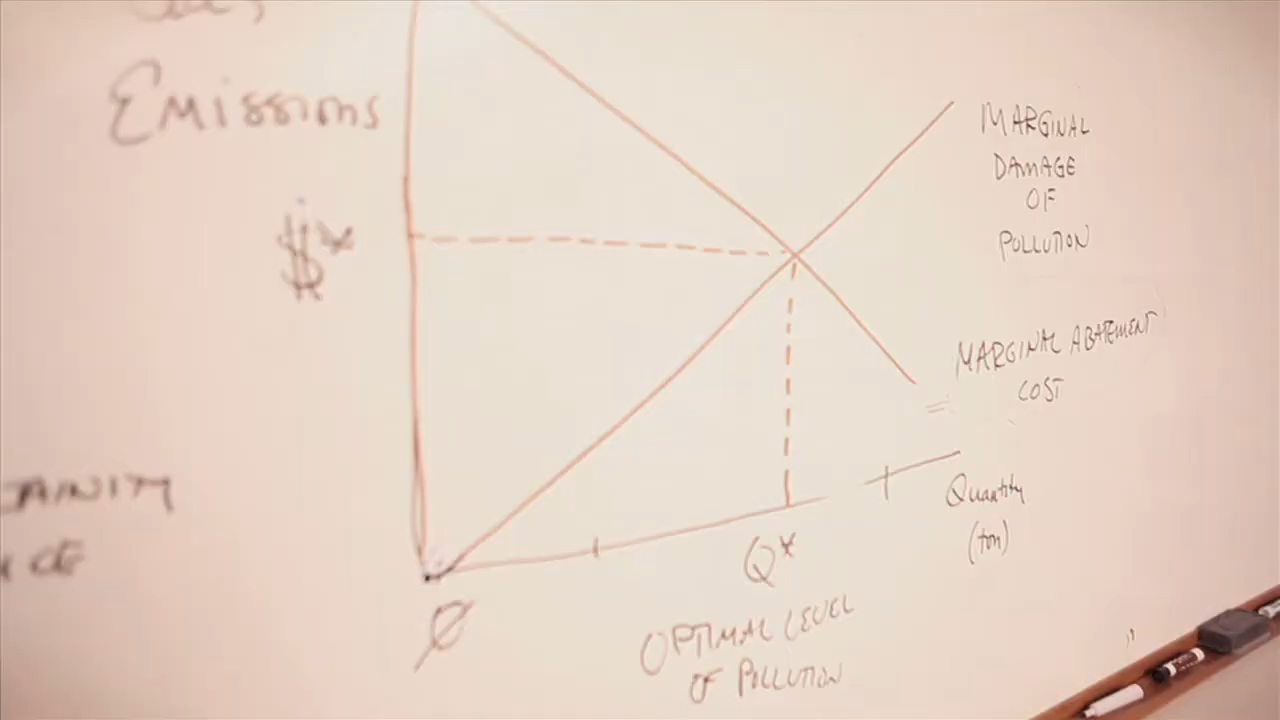 Emissions
$*
MARGINAL
DAMAGE
OF
POLLUTION
MARGINAL ABATEMENT
COST
Quantity
(ton)
Q*
Ø
OPTIMAL LEVEL
OF POLLUTION